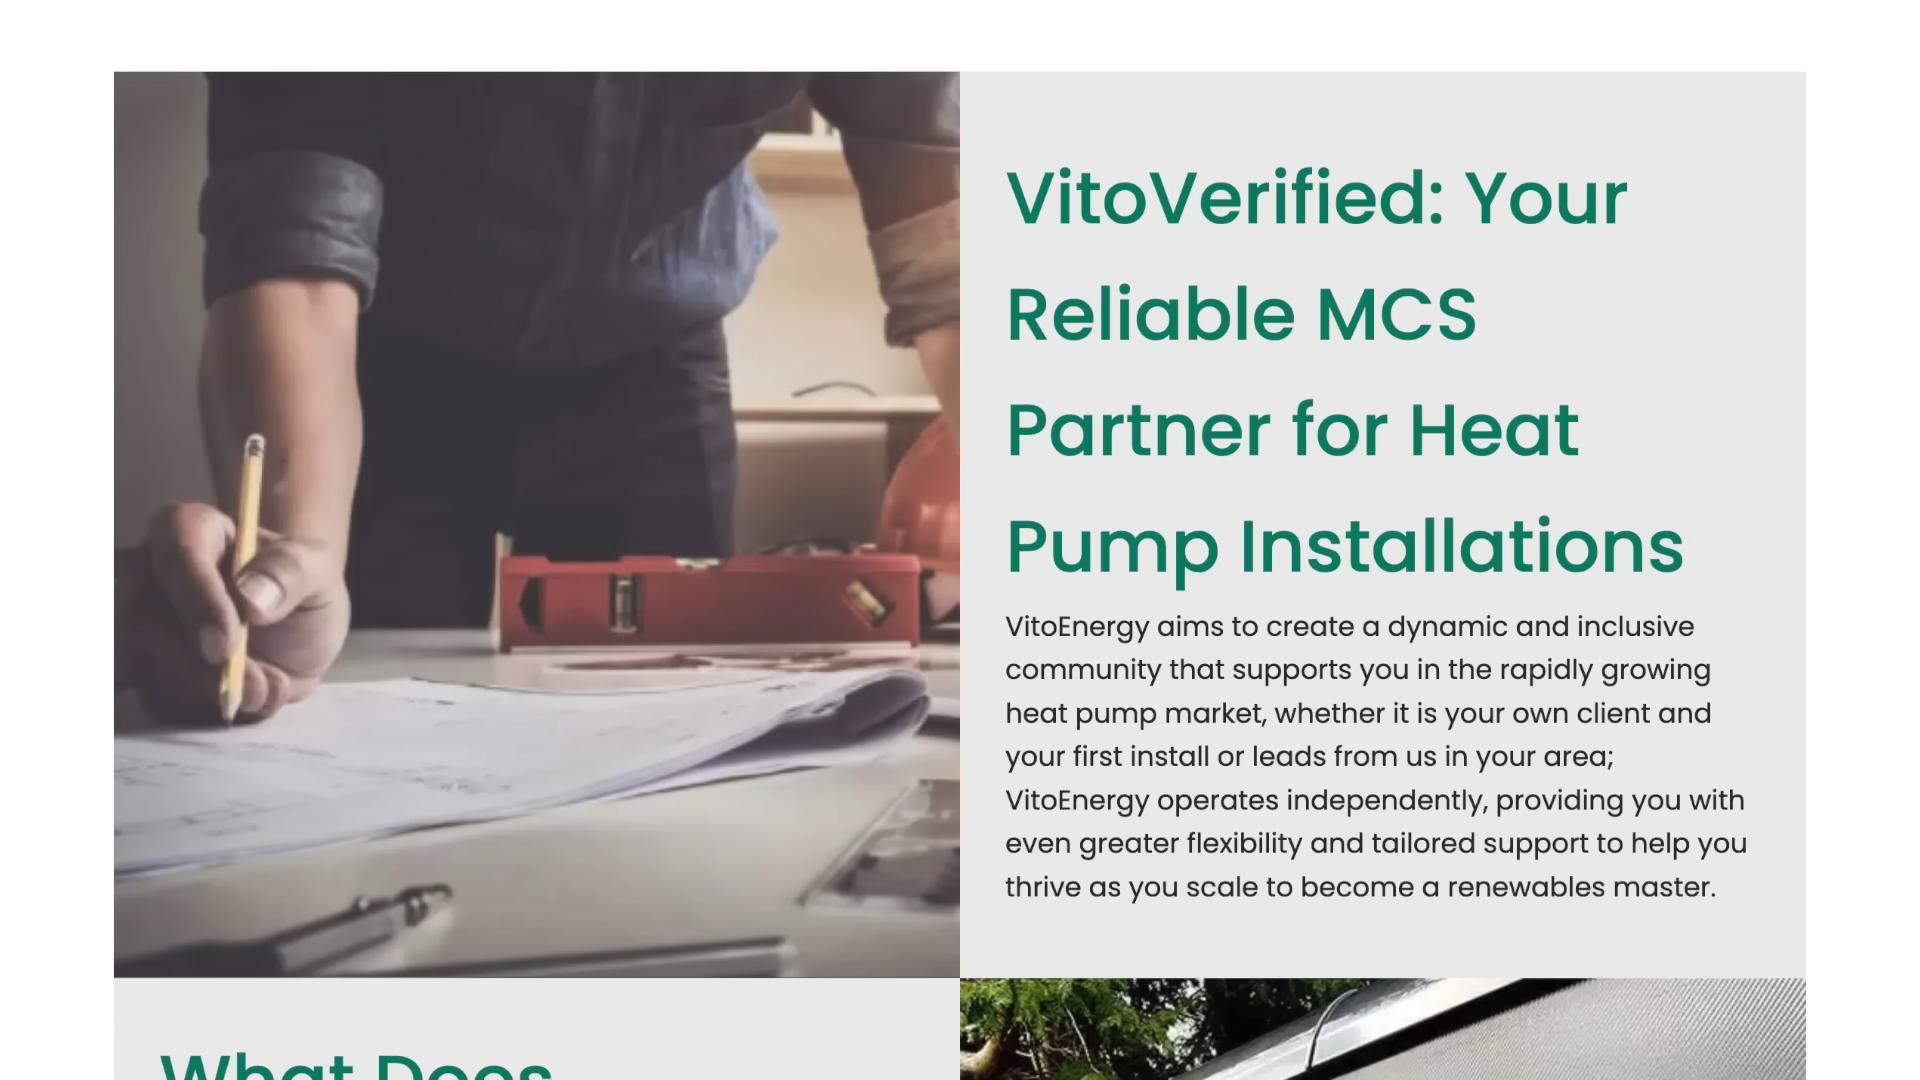 VitoVerified: Your
Reliable MCS
Partner for Heat
Pump Installations
VitoEnergy aims to create a dynamic and inclusive
community that supports you in the rapidly growing
heat pump market, whether it is your own client and
your first install or leads from us in your area;
VitoEnergy operates independently, providing you with
even greater flexibility and tailored support to help you
thrive as you scale to become a renewables master.
What Does